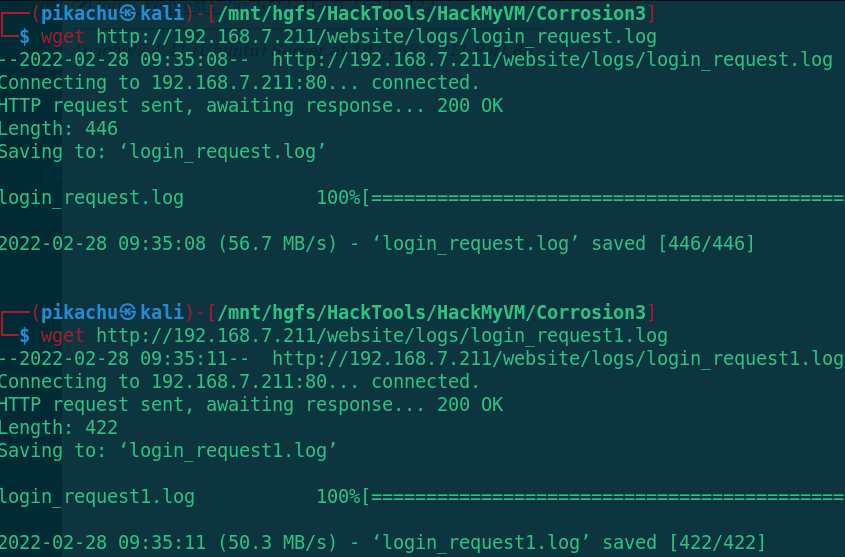 ┌──(pikachu㉿kali)-[/mnt/hgfs/HackTools/HackMyVM/Corrosion3]
└─$ wget http://192.168.7.211/website/logs/login_request.log
--2022-02-28 09:35:08--  http://192.168.7.211/website/logs/login_request.log
Connecting to 192.168.7.211:80... connected.
HTTP request sent, awaiting response... 200 OK
Length: 446
Saving to: ‘login_request.log’
login_request.log            100%[===========================================
2022-02-28 09:35:08 (56.7 MB/s) - ‘login_request.log’ saved [446/446]
┌──(pikachu㉿kali)-[/mnt/hgfs/HackTools/HackMyVM/Corrosion3]
└─$ wget http://192.168.7.211/website/logs/login_request1.log
--2022-02-28 09:35:11--  http://192.168.7.211/website/logs/login_request1.log
Connecting to 192.168.7.211:80... connected.
HTTP request sent, awaiting response... 200 OK
Length: 422
Saving to: ‘login_request1.log’
login_request1.log           100%[===========================================
2022-02-28 09:35:11 (50.3 MB/s) - ‘login_request1.log’ saved [422/422]